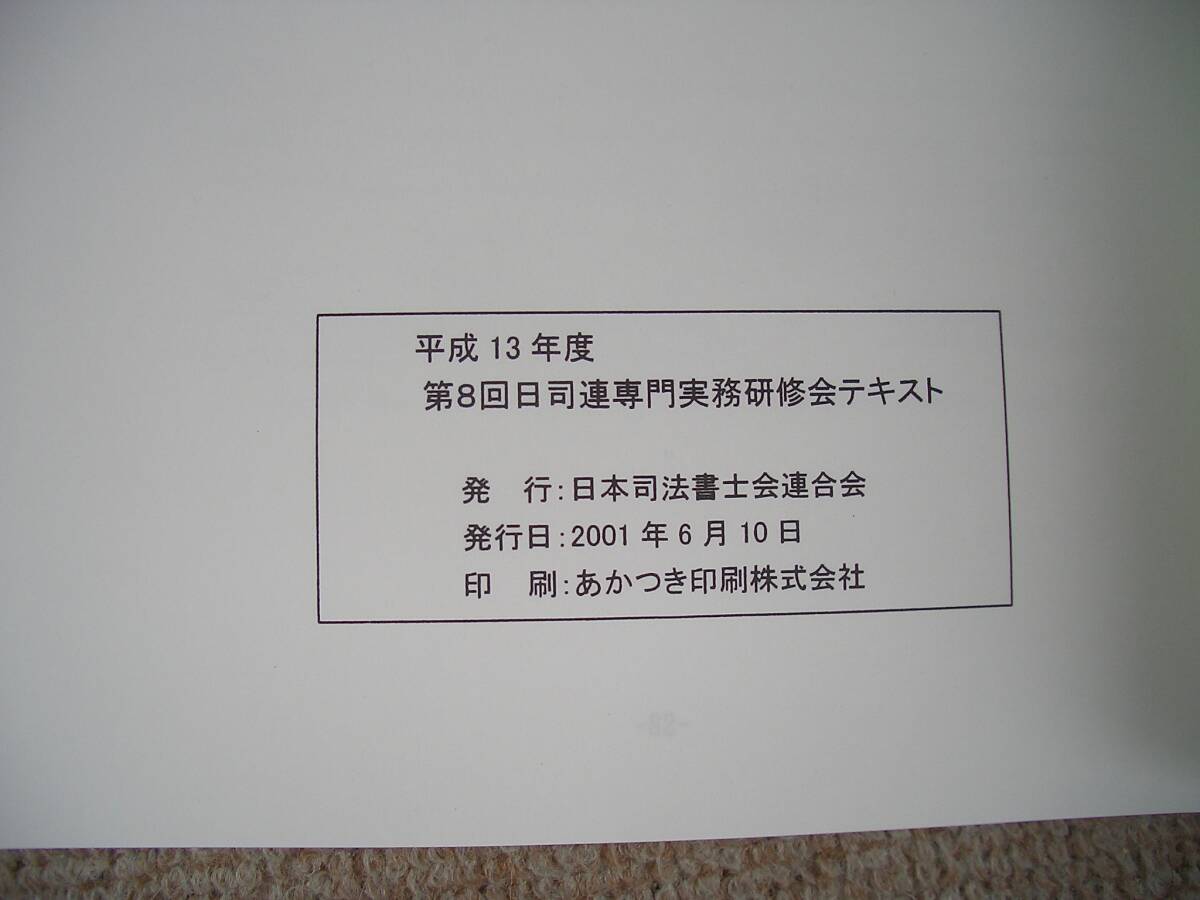 平成 13 年度
第8回日司連専門実務研修会テキスト
発　行：日本司法書士会連合会
発行日：2001 年 6 月 10 日
印　刷：あかつき印刷株式会社